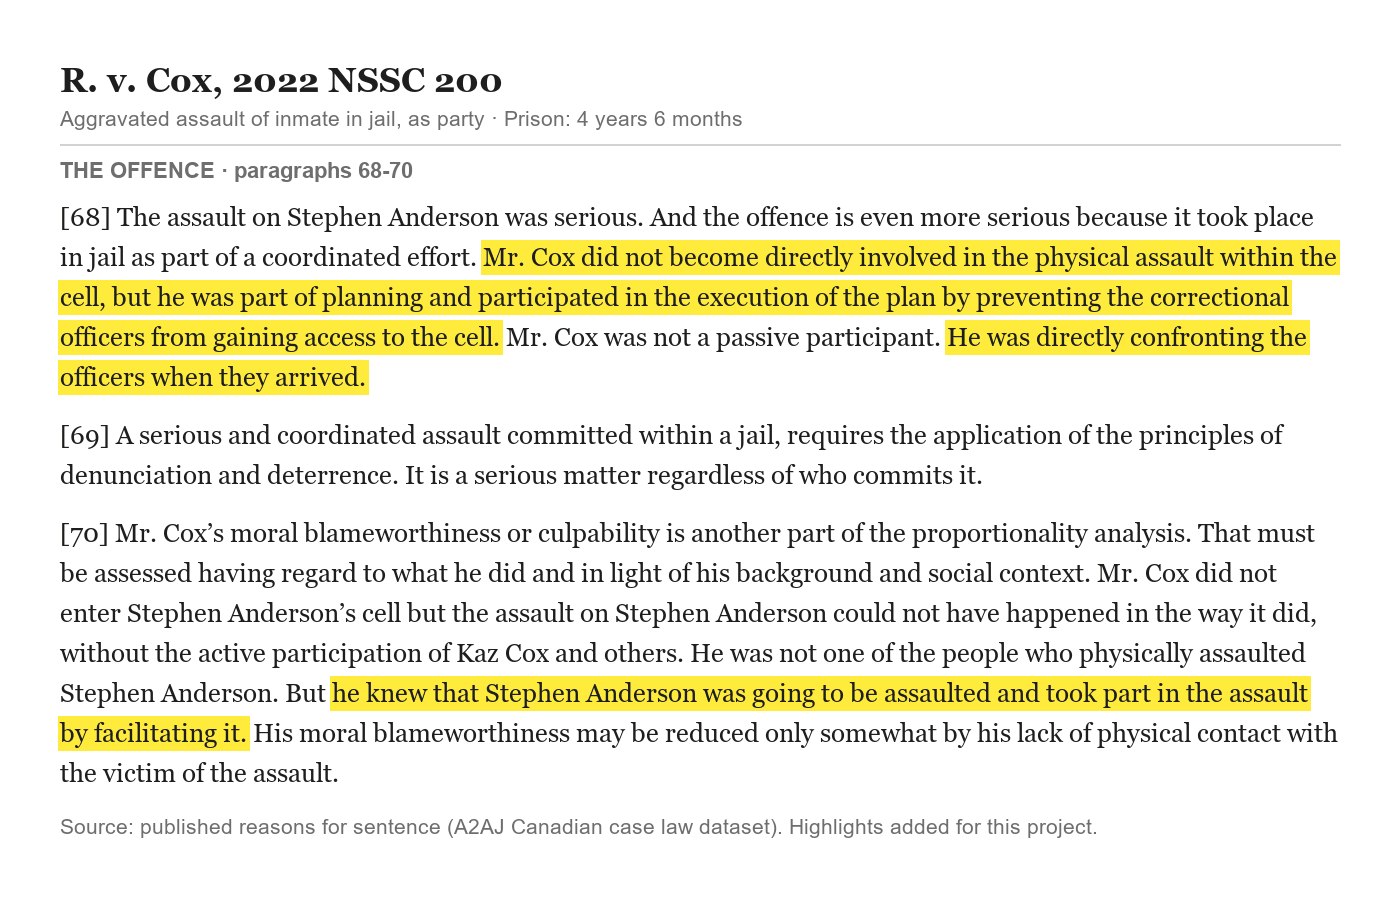 R. v. Cox, 2022 NSSC 200
Aggravated assault of inmate in jail, as party · Prison: 4 years 6 months
THE OFFENCE · paragraphs 68-70
[68] The assault on Stephen Anderson was serious. And the offence is even more serious because it took place
in jail as part of a coordinated effort. Mr. Cox did not become directly involved in the physical assault within the
cell, but he was part of planning and participated in the execution of the plan by preventing the correctional
officers from gaining access to the cell. Mr. Cox was not a passive participant. He was directly confronting the
officers when they arrived.
[69] A serious and coordinated assault committed within a jail, requires the application of the principles of
denunciation and deterrence. It is a serious matter regardless of who commits it.
[70] Mr. Cox’s moral blameworthiness or culpability is another part of the proportionality analysis. That must
be assessed having regard to what he did and in light of his background and social context. Mr. Cox did not
enter Stephen Anderson’s cell but the assault on Stephen Anderson could not have happened in the way it did,
without the active participation of Kaz Cox and others. He was not one of the people who physically assaulted
Stephen Anderson. But he knew that Stephen Anderson was going to be assaulted and took part in the assault
by facilitating it. His moral blameworthiness may be reduced only somewhat by his lack of physical contact with
the victim of the assault.
Source: published reasons for sentence (A2AJ Canadian case law dataset). Highlights added for this project.